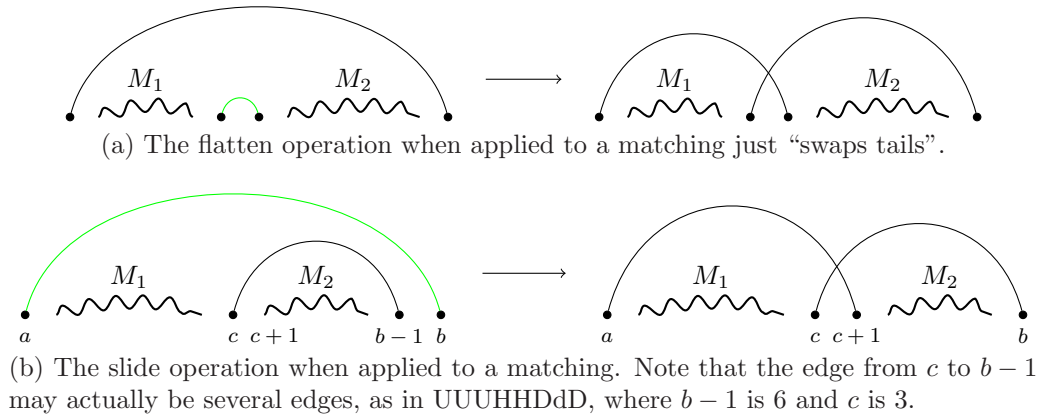 M₁ M₂ M₁ M₂
(a) The flatten operation when applied to a matching just “swaps tails”.
M₁ M₂ M₁ M₂
a c c + 1 b − 1 b a c c + 1 b
(b) The slide operation when applied to a matching. Note that the edge from c to b − 1
may actually be several edges, as in UUUHHDdD, where b − 1 is 6 and c is 3.